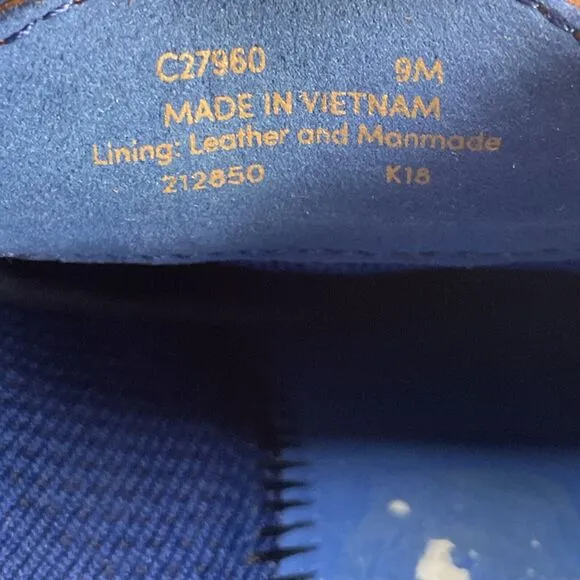 C27960 9M
MADE IN VIETNAM
Lining: Leather and Manmade
212850 K18